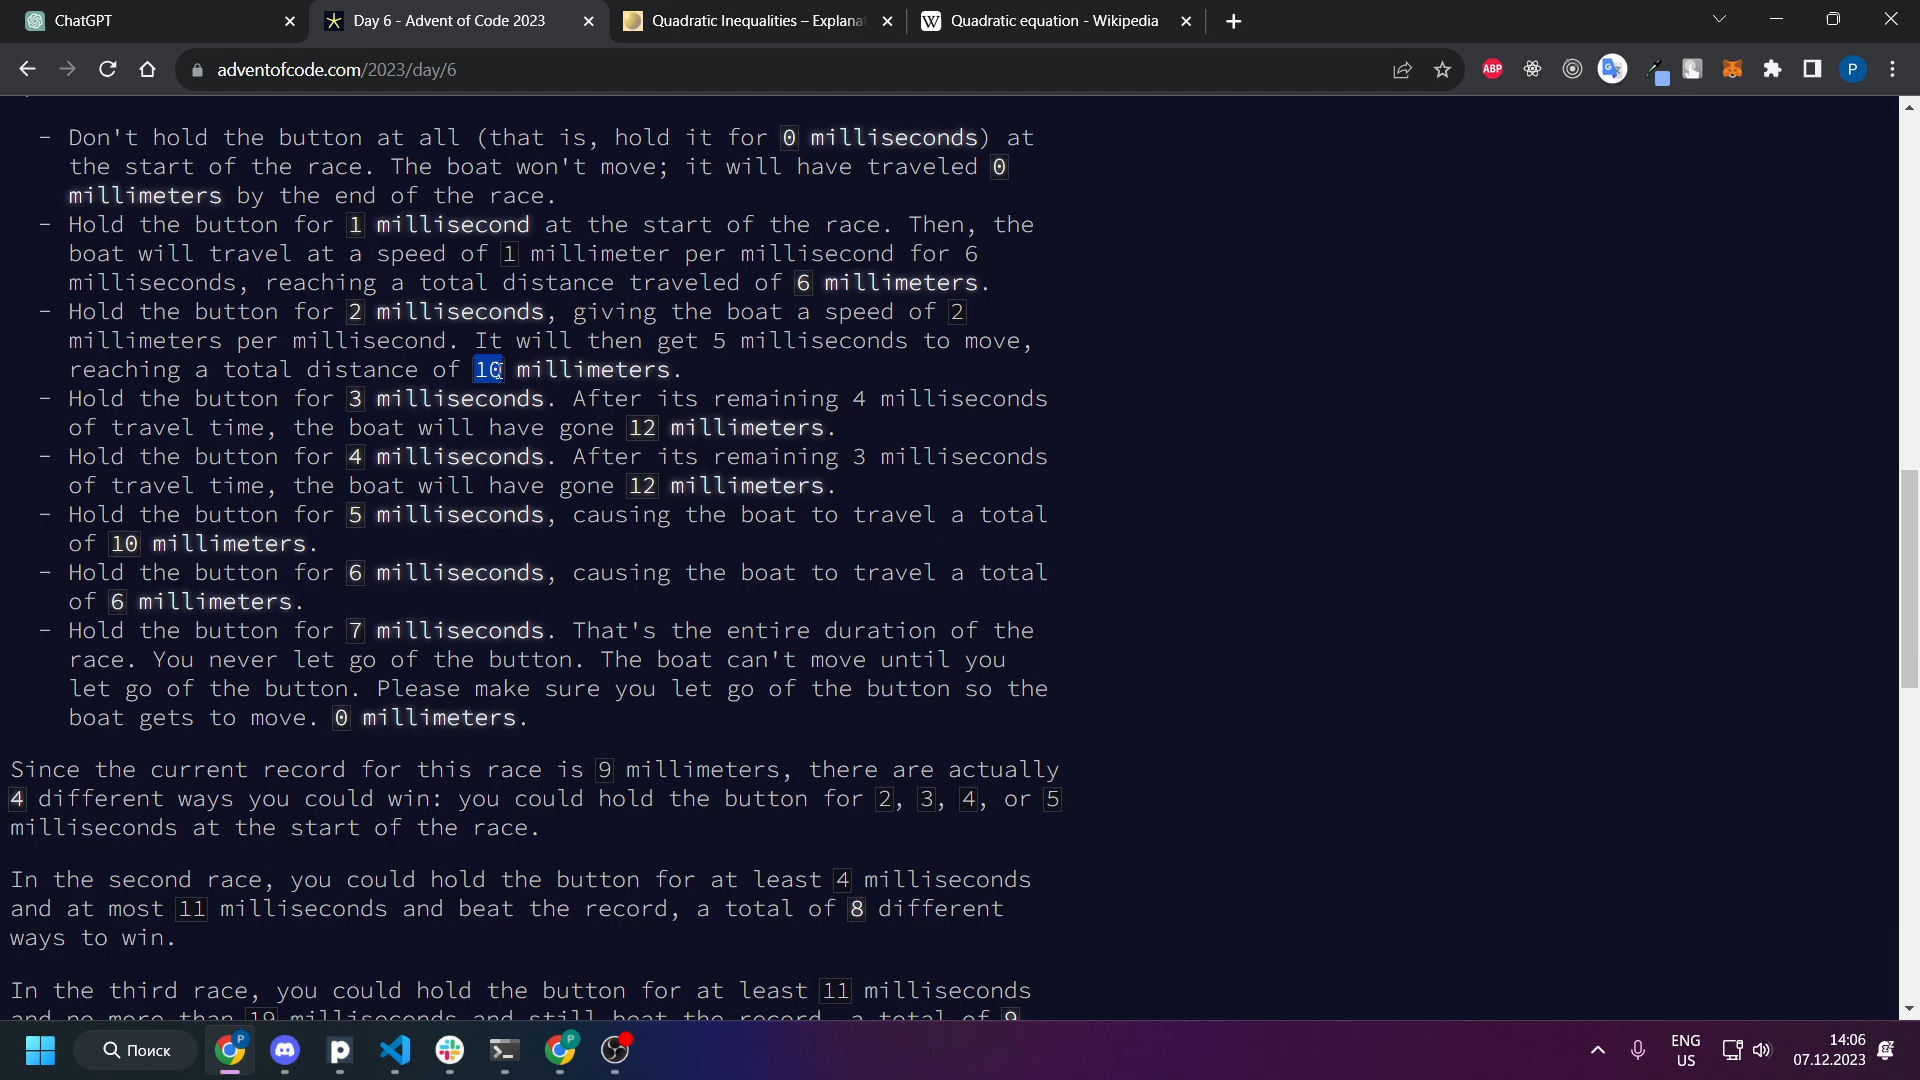 ChatGPT
Day 6 - Advent of Code 2023
Quadratic Inequalities – Explana
Quadratic equation - Wikipedia
adventofcode.com/2023/day/6
ABP
P
- Don't hold the button at all (that is, hold it for 0 milliseconds) at
the start of the race. The boat won't move; it will have traveled 0
millimeters by the end of the race.
- Hold the button for 1 millisecond at the start of the race. Then, the
boat will travel at a speed of 1 millimeter per millisecond for 6
milliseconds, reaching a total distance traveled of 6 millimeters.
- Hold the button for 2 milliseconds, giving the boat a speed of 2
millimeters per millisecond. It will then get 5 milliseconds to move,
reaching a total distance of 10 millimeters.
- Hold the button for 3 milliseconds. After its remaining 4 milliseconds
of travel time, the boat will have gone 12 millimeters.
- Hold the button for 4 milliseconds. After its remaining 3 milliseconds
of travel time, the boat will have gone 12 millimeters.
- Hold the button for 5 milliseconds, causing the boat to travel a total
of 10 millimeters.
- Hold the button for 6 milliseconds, causing the boat to travel a total
of 6 millimeters.
- Hold the button for 7 milliseconds. That's the entire duration of the
race. You never let go of the button. The boat can't move until you
let go of the button. Please make sure you let go of the button so the
boat gets to move. 0 millimeters.
Since the current record for this race is 9 millimeters, there are actually
4 different ways you could win: you could hold the button for 2, 3, 4, or 5
milliseconds at the start of the race.
In the second race, you could hold the button for at least 4 milliseconds
and at most 11 milliseconds and beat the record, a total of 8 different
ways to win.
In the third race, you could hold the button for at least 11 milliseconds
and no more than 19 milliseconds and still beat the record, a total of 9
Поиск
ENG
US
14:06
07.12.2023